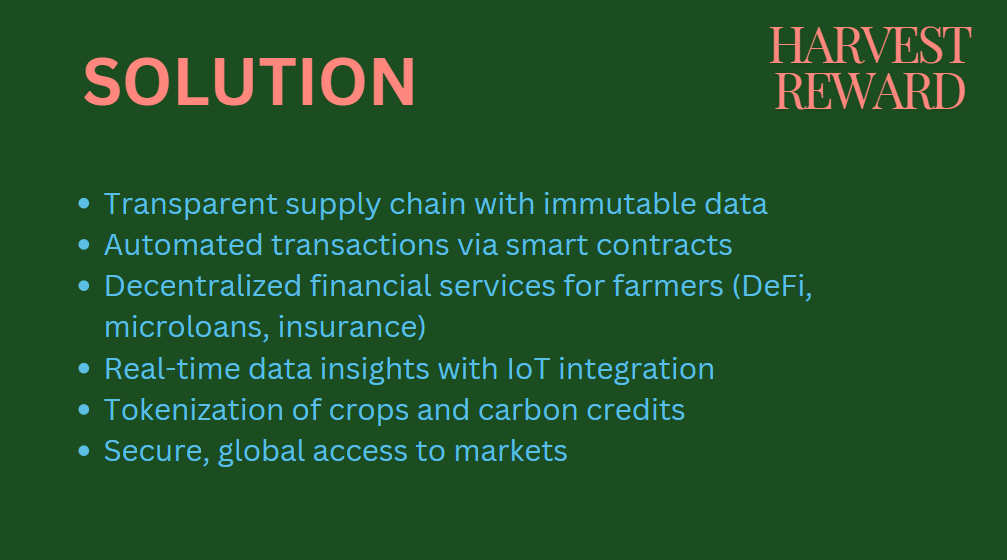 SOLUTION
HARVEST
REWARD
• Transparent supply chain with immutable data
• Automated transactions via smart contracts
• Decentralized financial services for farmers (DeFi,
microloans, insurance)
• Real-time data insights with IoT integration
• Tokenization of crops and carbon credits
• Secure, global access to markets